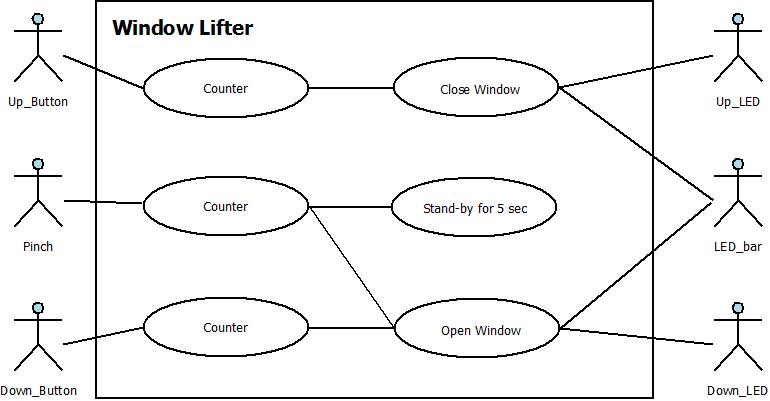 Window Lifter
Up_Button
Counter
Close Window
Up_LED
Pinch
Counter
Stand-by for 5 sec
LED_bar
Down_Button
Counter
Open Window
Down_LED